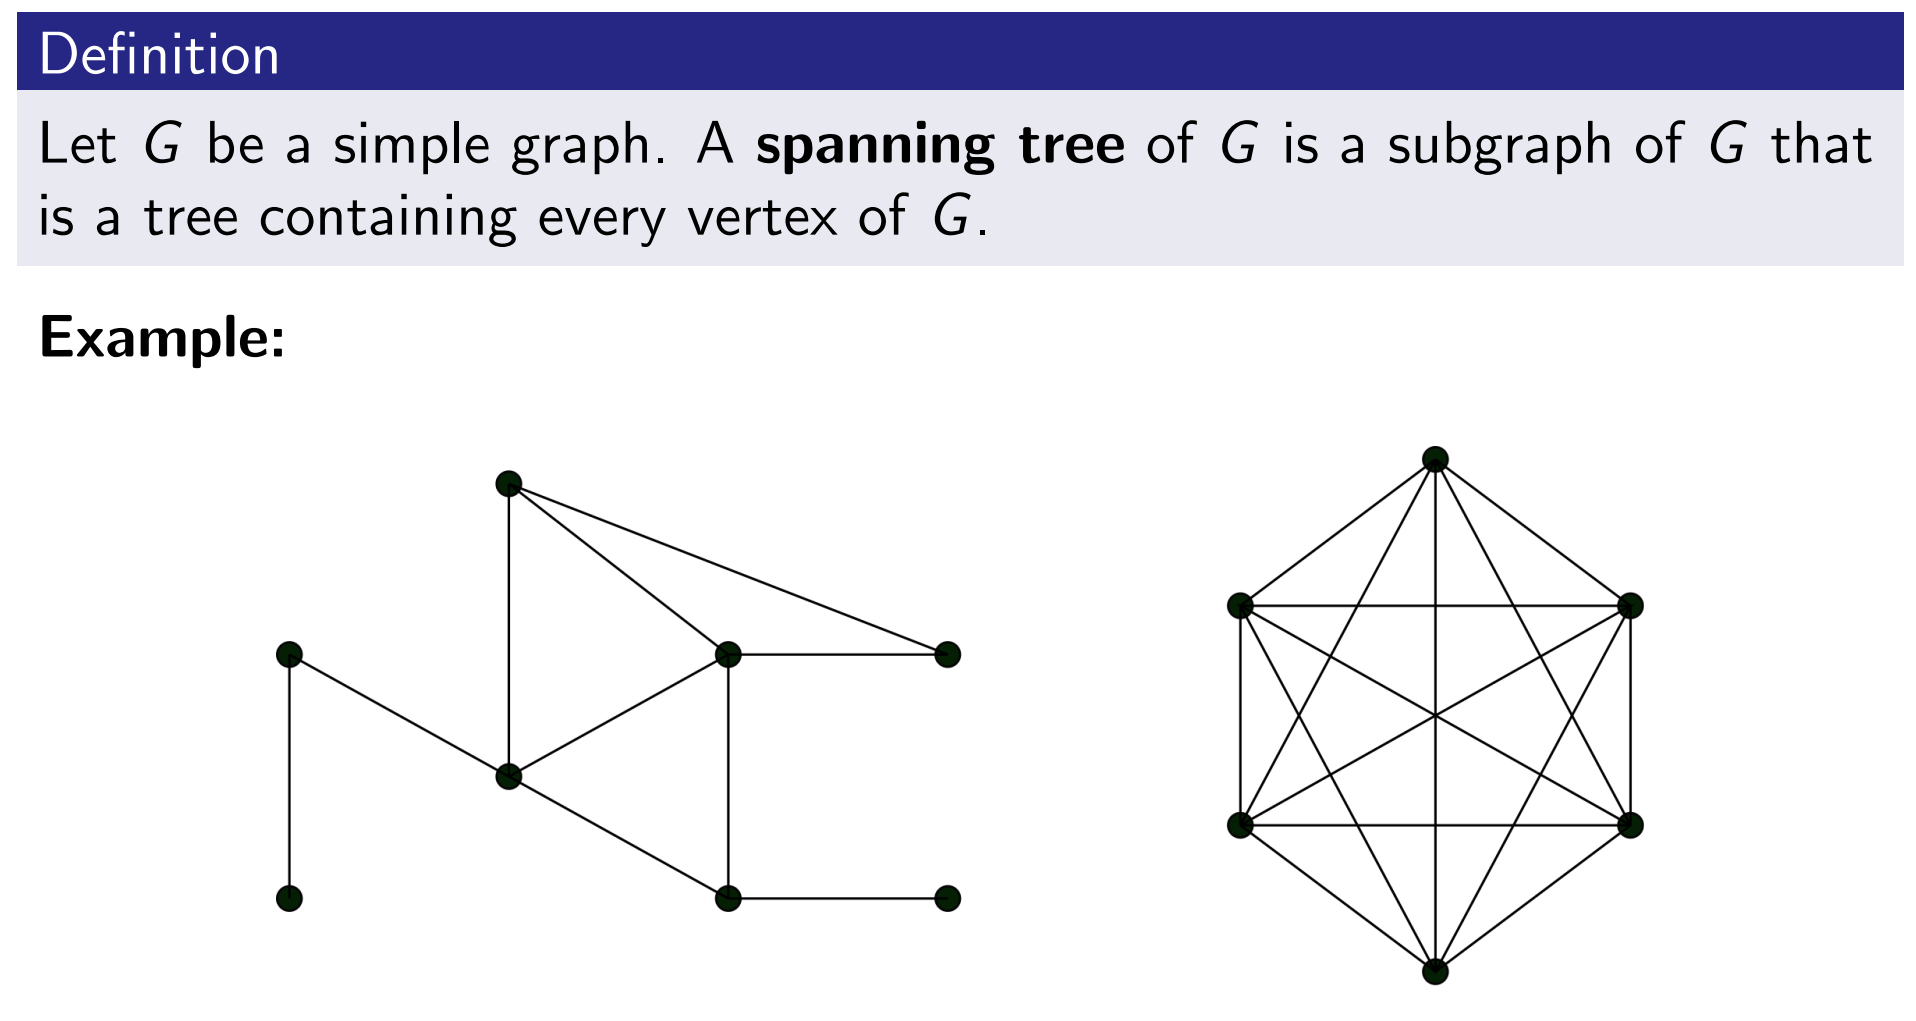 Definition
Let G be a simple graph. A spanning tree of G is a subgraph of G that
is a tree containing every vertex of G.
Example: